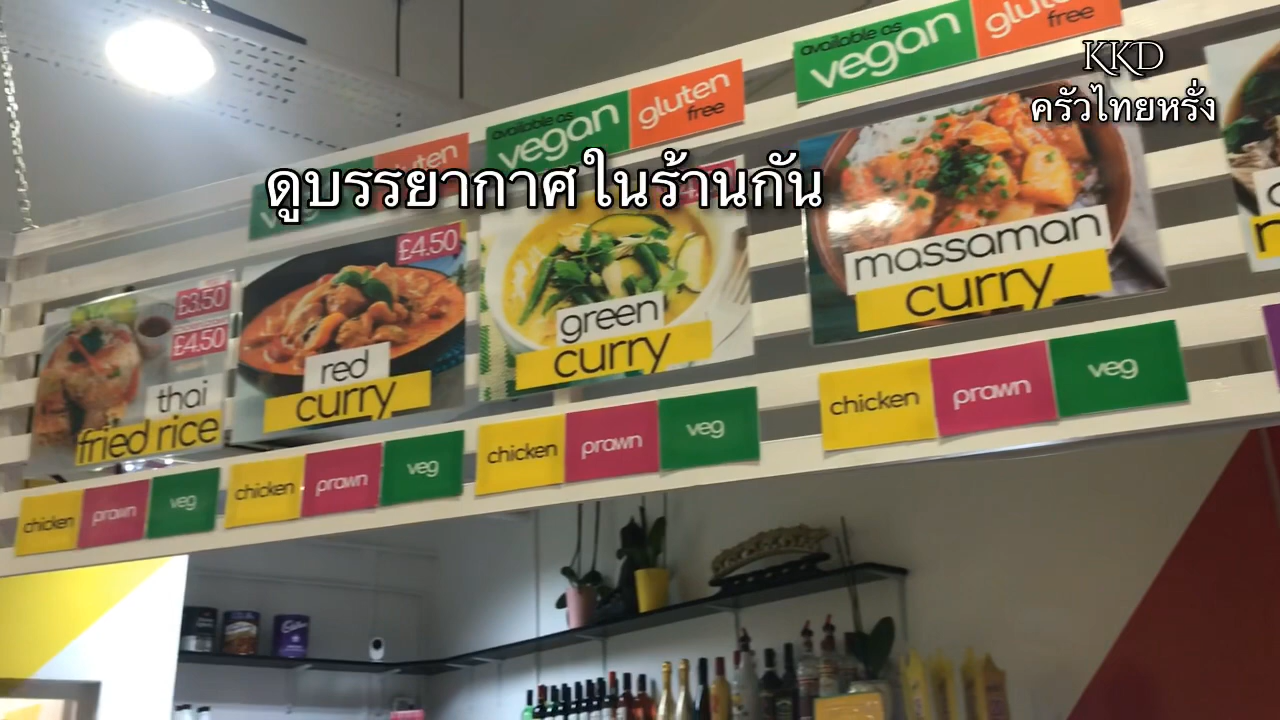 KKD
ครัวไทยหรั่ง
ดูบรรยากาศในร้านกัน
available as
vegan
gluten
free
available as
vegan
gluten
free
gluten
£3.50
£4.50
thai
fried rice
£4.50
red
curry
green
curry
massaman
curry
chicken prawn veg
chicken prawn veg
chicken prawn veg
chicken prawn veg
Cadbury